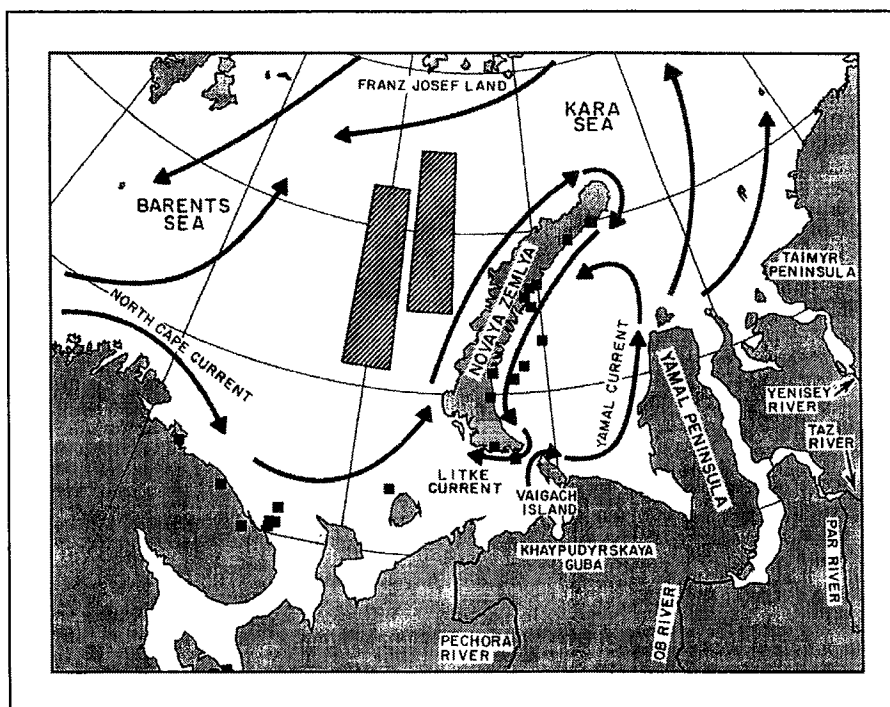 FRANZ JOSEF LAND
KARA
SEA
BARENTS
SEA
TAIMYR
PENINSULA
NOVAYA ZEMLYA
NORTH CAPE CURRENT
YAMAL CURRENT
YAMAL PENINSULA
YENISEY
RIVER
TAZ
RIVER
LITKE
CURRENT
VAIGACH
ISLAND
KHAYPUDYRSKAYA
GUBA
PAR RIVER
OB RIVER
PECHORA
RIVER